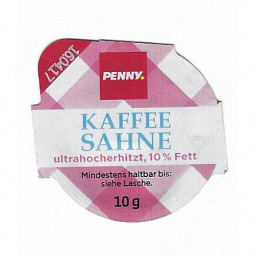 160417
PENNY.
KAFFEE
SAHNE
ultrahocherhitzt, 10% Fett
Mindestens haltbar bis:
siehe Lasche.
10 g